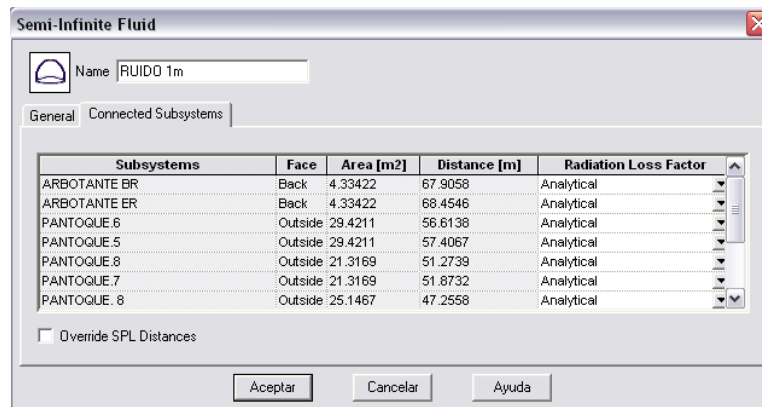 Semi-Infinite Fluid
Name RUIDO 1m
General Connected Subsystems
Subsystems Face Area [m2] Distance [m] Radiation Loss Factor
ARBOTANTE BR Back 4.33422 67.9058 Analytical
ARBOTANTE ER Back 4.33422 68.4546 Analytical
PANTOQUE.6 Outside 29.4211 56.6138 Analytical
PANTOQUE.5 Outside 29.4211 57.4067 Analytical
PANTOQUE.8 Outside 21.3169 51.2739 Analytical
PANTOQUE.7 Outside 21.3169 51.8732 Analytical
PANTOQUE. 8 Outside 25.1467 47.2558 Analytical
Override SPL Distances
Aceptar Cancelar Ayuda